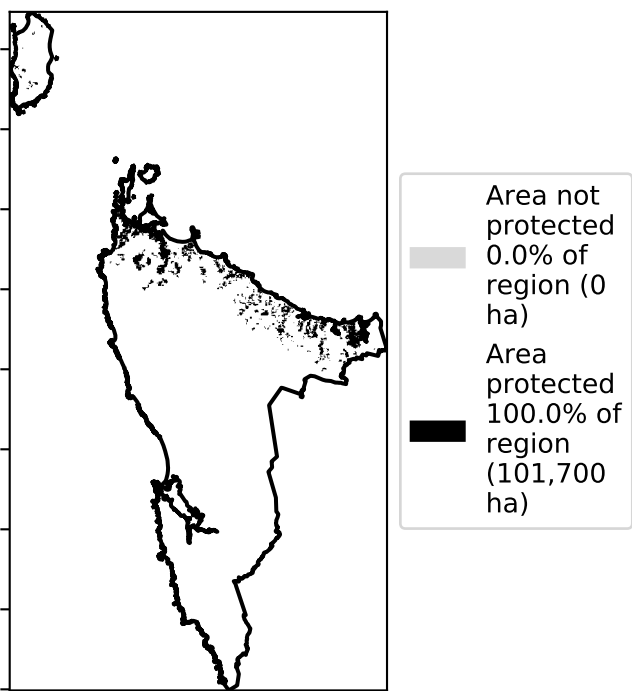 Area not
protected
0.0% of
region (0
ha)
Area
protected
100.0% of
region
(101,700
ha)